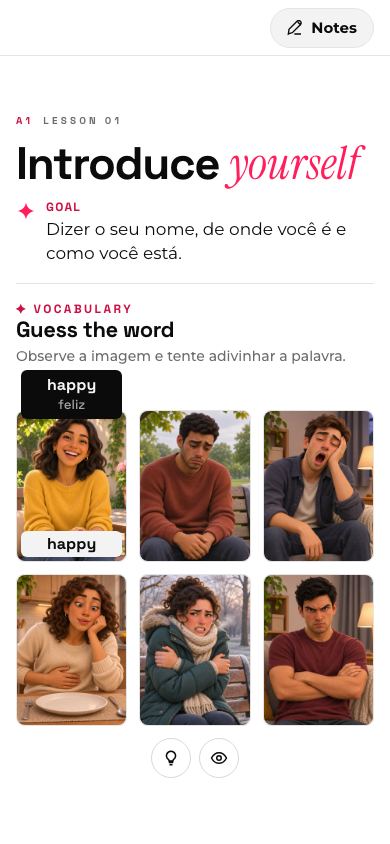 Notes
A1 LESSON 01
Introduce yourself
GOAL
Dizer o seu nome, de onde você é e
como você está.
VOCABULARY
Guess the word
Observe a imagem e tente adivinhar a palavra.
happy
feliz
happy